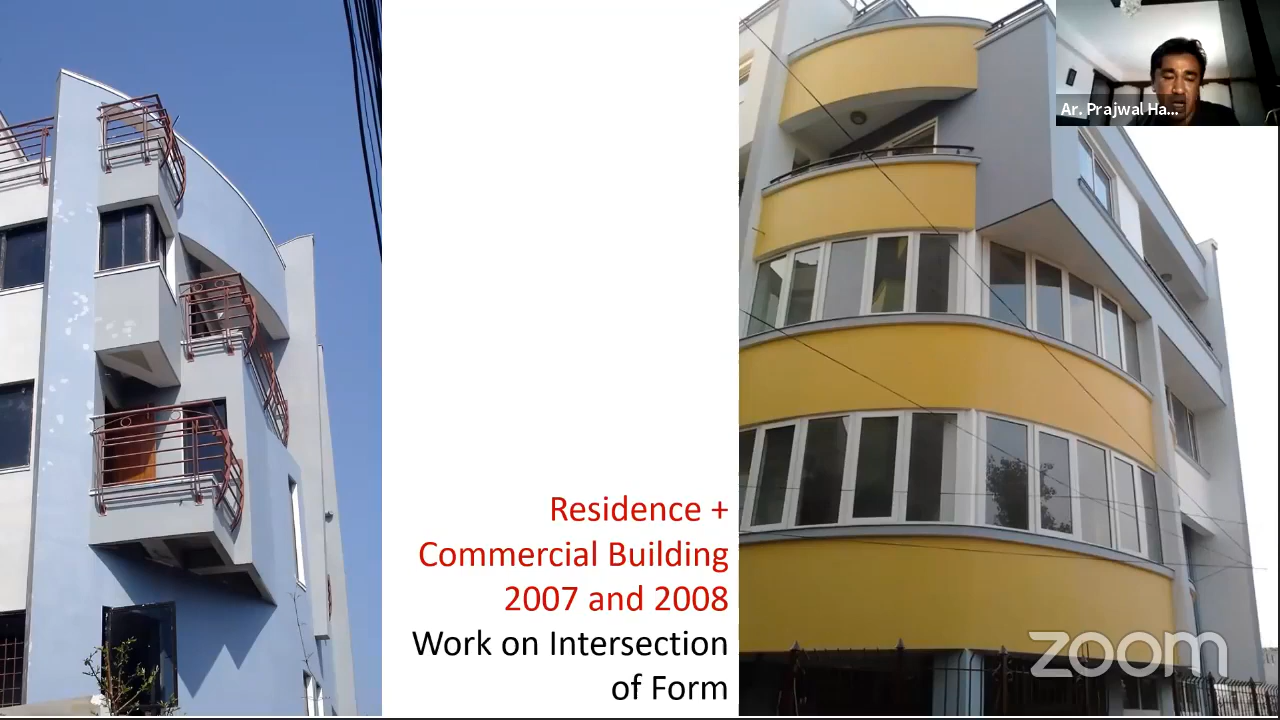 Ar. Prajwal Ha...
Residence +
Commercial Building
2007 and 2008
Work on Intersection
of Form
zoom